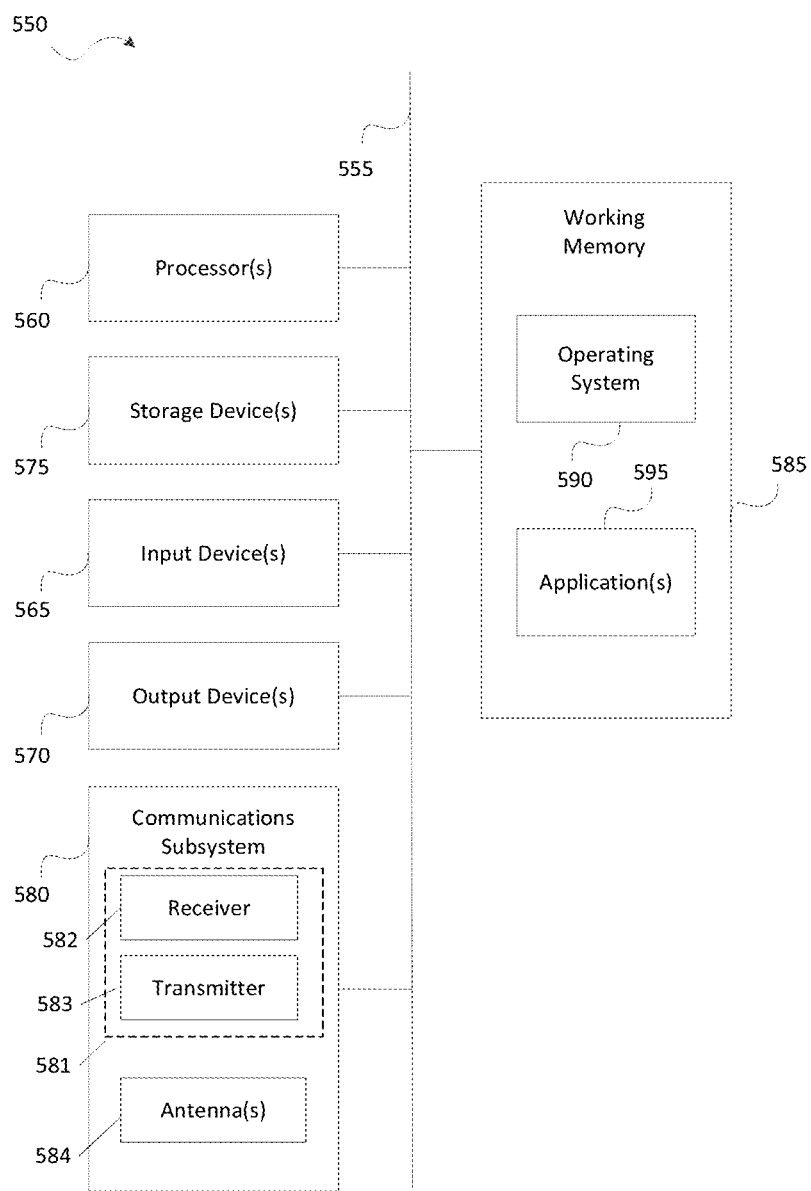 550
555
Working
Memory
Processor(s)
560
Operating
System
Storage Device(s)
590
595
585
575
Input Device(s)
Application(s)
565
Output Device(s)
570
Communications
Subsystem
580
Receiver
582
Transmitter
583
581
Antenna(s)
584